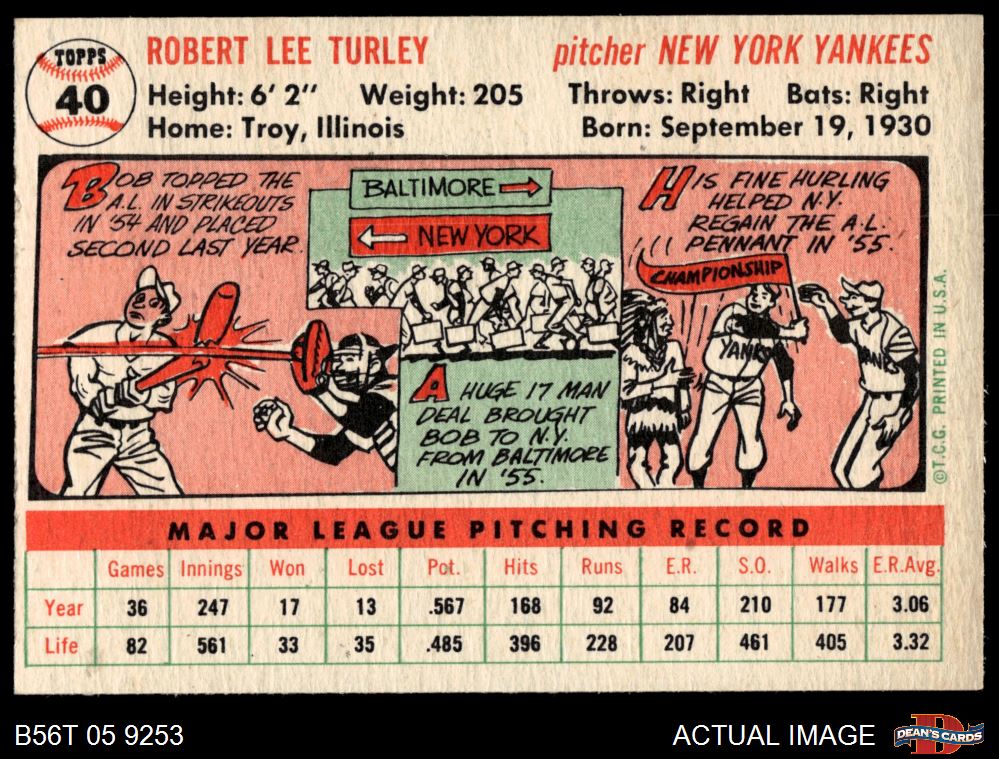 TOPPS
40
ROBERT LEE TURLEY
pitcher NEW YORK YANKEES
Height: 6' 2" Weight: 205 Throws: Right Bats: Right
Home: Troy, Illinois Born: September 19, 1930
BOB TOPPED THE
A.L. IN STRIKEOUTS
IN '54 AND PLACED
SECOND LAST YEAR.
BALTIMORE →
← NEW YORK
A HUGE 17 MAN
DEAL BROUGHT
BOB TO N.Y.
FROM BALTIMORE
IN '55.
HIS FINE HURLING
HELPED N.Y.
REGAIN THE A.L.
PENNANT IN '55.
CHAMPIONSHIP
YANKS
YANKS
©T.C.G. PRINTED IN U.S.A.
MAJOR LEAGUE PITCHING RECORD
Games Innings Won Lost Pct. Hits Runs E.R. S.O. Walks E.R.Avg.
Year 36 247 17 13 .567 168 92 84 210 177 3.06
Life 82 561 33 35 .485 396 228 207 461 405 3.32
B56T 05 9253
ACTUAL IMAGE
DEAN'S CARDS